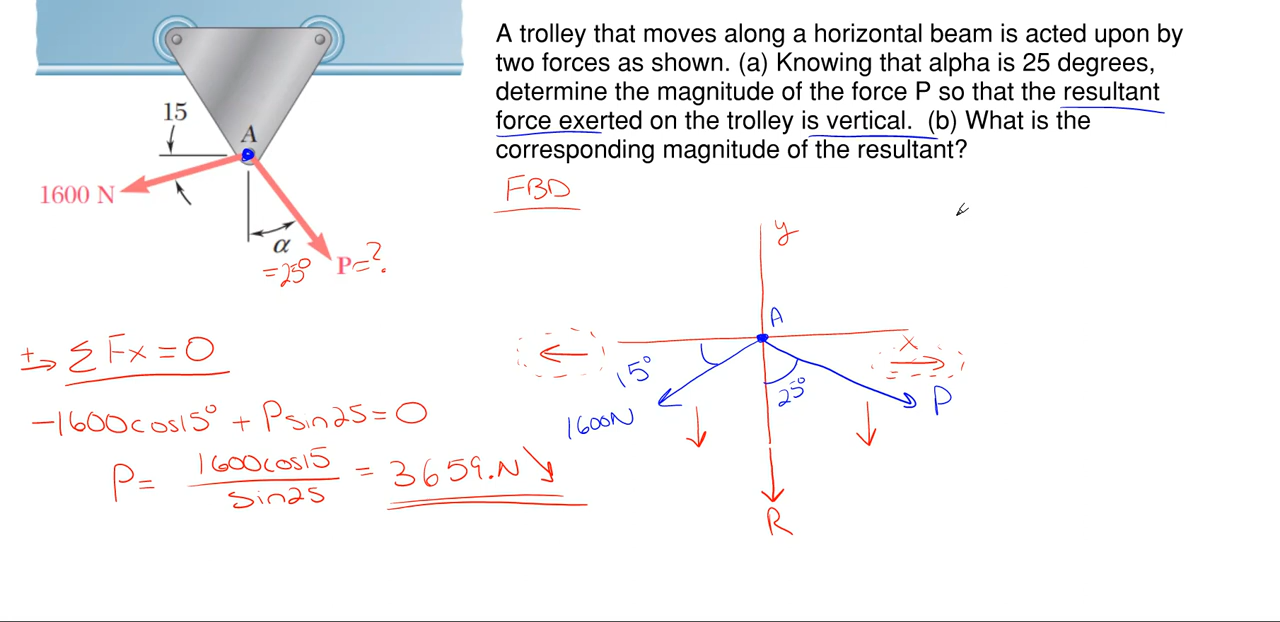 A trolley that moves along a horizontal beam is acted upon by
two forces as shown. (a) Knowing that alpha is 25 degrees,
determine the magnitude of the force P so that the resultant
force exerted on the trolley is vertical. (b) What is the
corresponding magnitude of the resultant?
15
A
1600 N
α
=25°
P=?
FBD
y
A
x
15°
25°
1600N
P
R
+→ ΣFx=0
-1600cos15° + Psin25=0
P= 1600cos15 / sin25 = 3659.N ↘